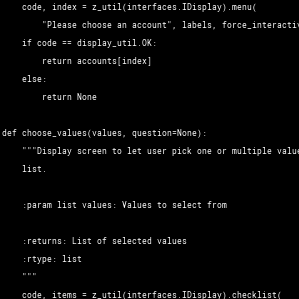 code, index = z_util(interfaces.IDisplay).menu(
"Please choose an account", labels,
if code == display_util.OK:
return accounts[index]
else:
return None
def choose_values(values, question=None):
"""Display screen to let user pick one or multiple
list.
:param list values: Values to select from
:returns: List of selected values
:rtype: list
"""
code, items = z_util(interfaces.IDisplay).checklist(